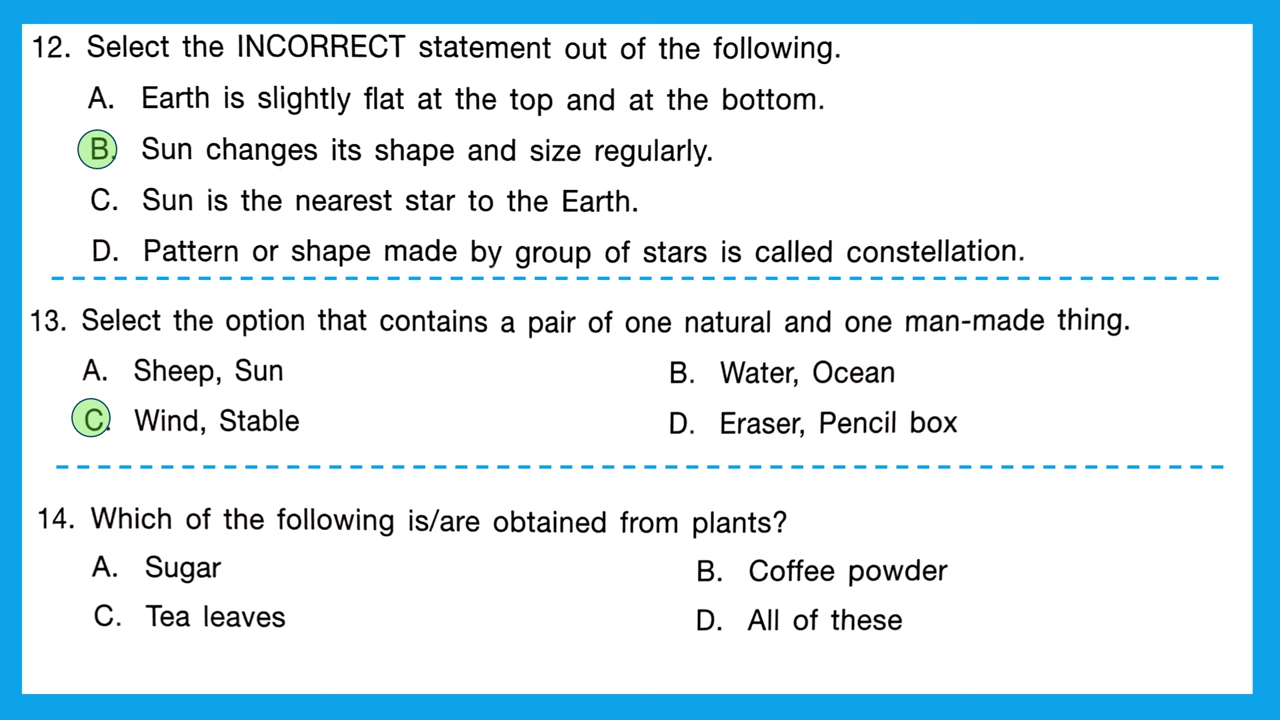 12. Select the INCORRECT statement out of the following.
A. Earth is slightly flat at the top and at the bottom.
B. Sun changes its shape and size regularly.
C. Sun is the nearest star to the Earth.
D. Pattern or shape made by group of stars is called constellation.
13. Select the option that contains a pair of one natural and one man-made thing.
A. Sheep, Sun B. Water, Ocean
C. Wind, Stable D. Eraser, Pencil box
14. Which of the following is/are obtained from plants?
A. Sugar B. Coffee powder
C. Tea leaves D. All of these